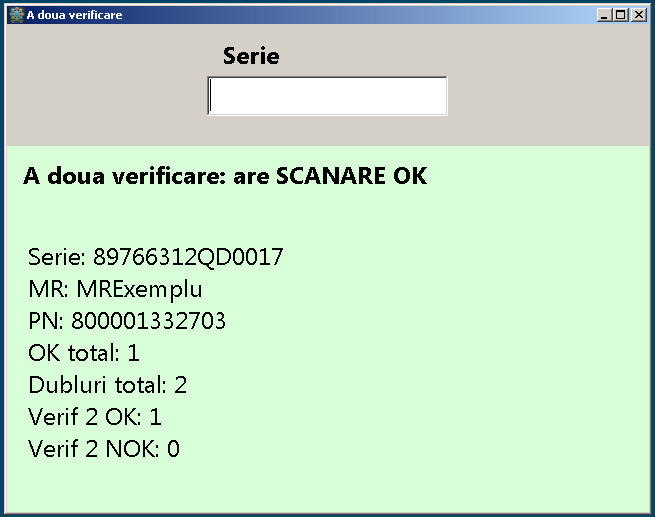 A doua verificare
Serie
A doua verificare: are SCANARE OK
Serie: 89766312QD0017
MR: MRExemplu
PN: 800001332703
OK total: 1
Dubluri total: 2
Verif 2 OK: 1
Verif 2 NOK: 0